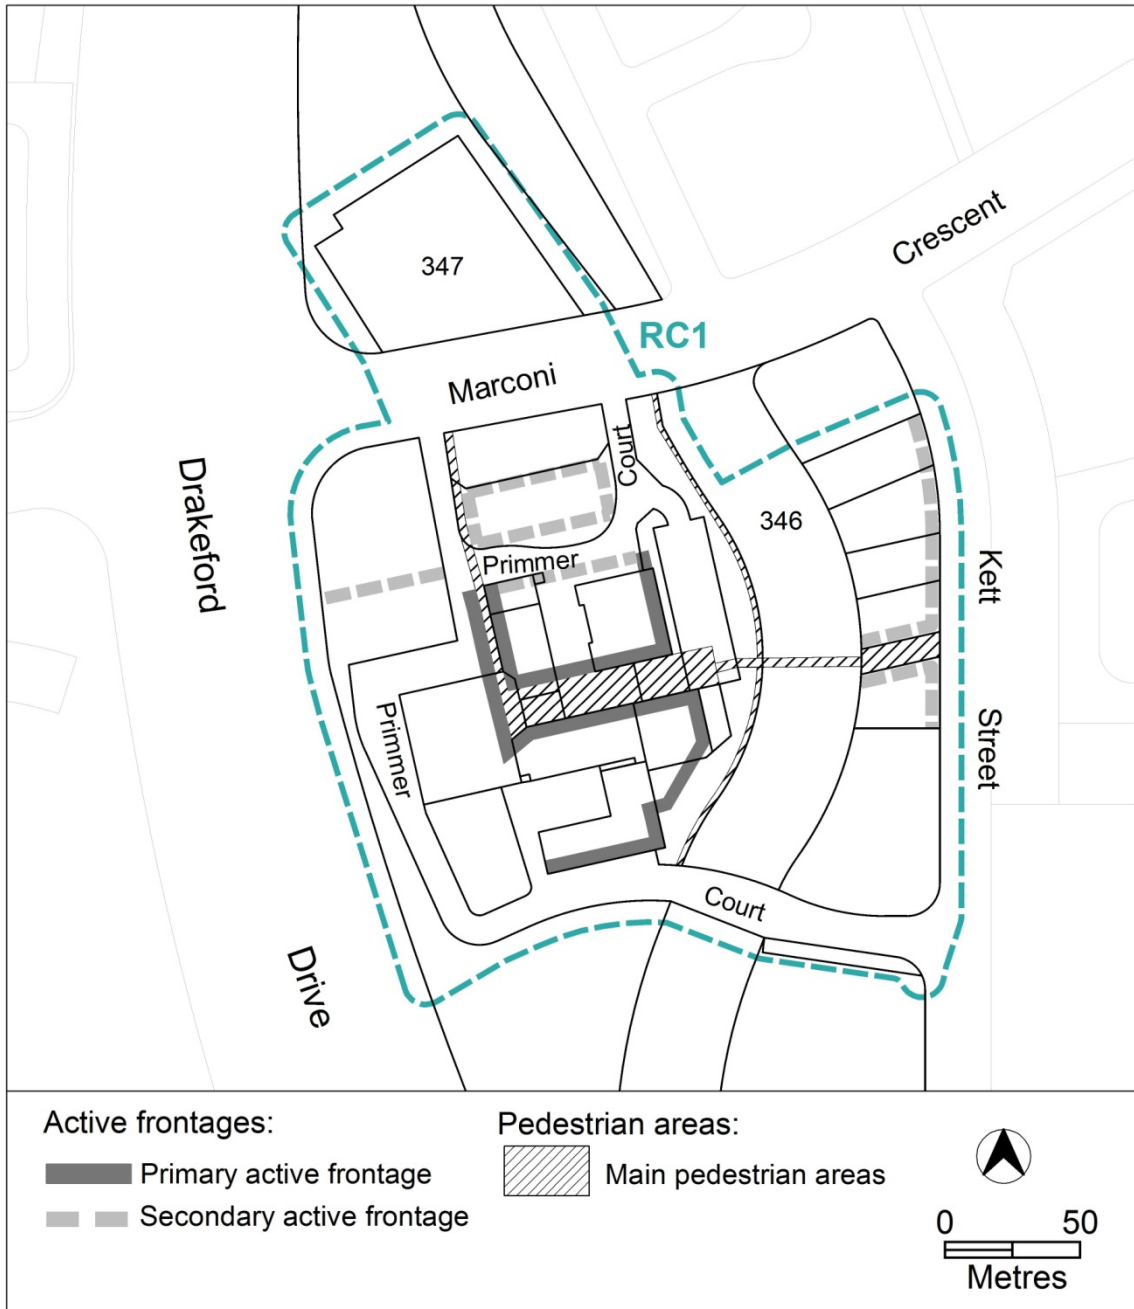 Crescent
347
RC1
Marconi
Court
Drakeford
346
Primmer
Kett
Primmer
Street
Court
Drive
Active frontages:
Primary active frontage
Secondary active frontage
Pedestrian areas:
Main pedestrian areas
0 50
Metres